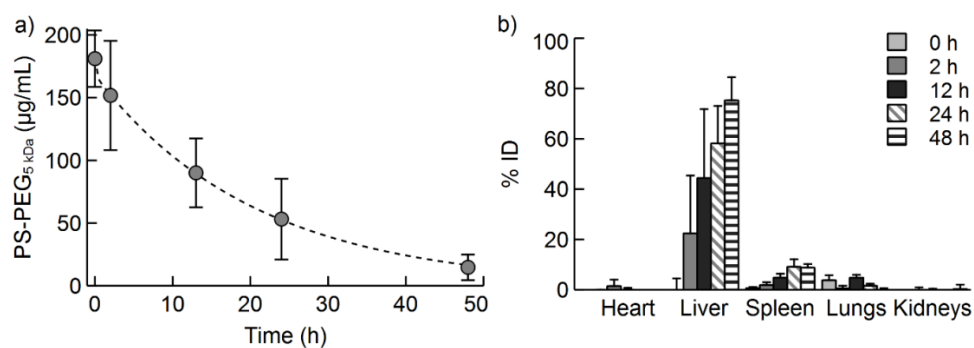 a)
200
150
100
50
0
PS-PEG5 kDa (µg/mL)
0 10 20 30 40 50
Time (h)
b)
100
80
60
40
20
0
% ID
0 h
2 h
12 h
24 h
48 h
Heart Liver Spleen Lungs Kidneys